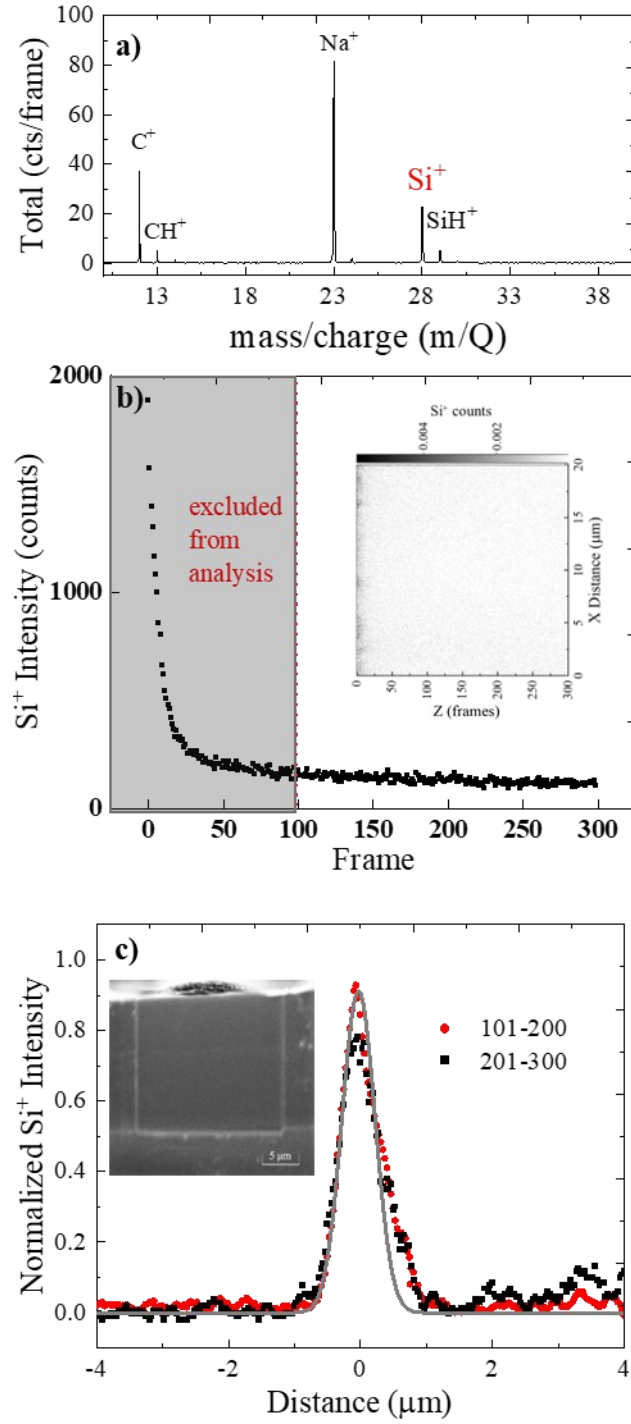 a)
100
80
60
40
20
0
Total (cts/frame)
C⁺
CH⁺
Na⁺
Si⁺
SiH⁺
13 18 23 28 33 38
mass/charge (m/Q)
b)
2000
1000
0
Si⁺ Intensity (counts)
excluded
from
analysis
Si⁺ counts
0.004 0.002
20
15
10
5
0
X Distance (μm)
0 50 100 150 200 250 300
Z (frames)
0 50 100 150 200 250 300
Frame
c)
1.0
0.8
0.6
0.4
0.2
0.0
Normalized Si⁺ Intensity
5 μm
101-200
201-300
-4 -2 0 2 4
Distance (μm)